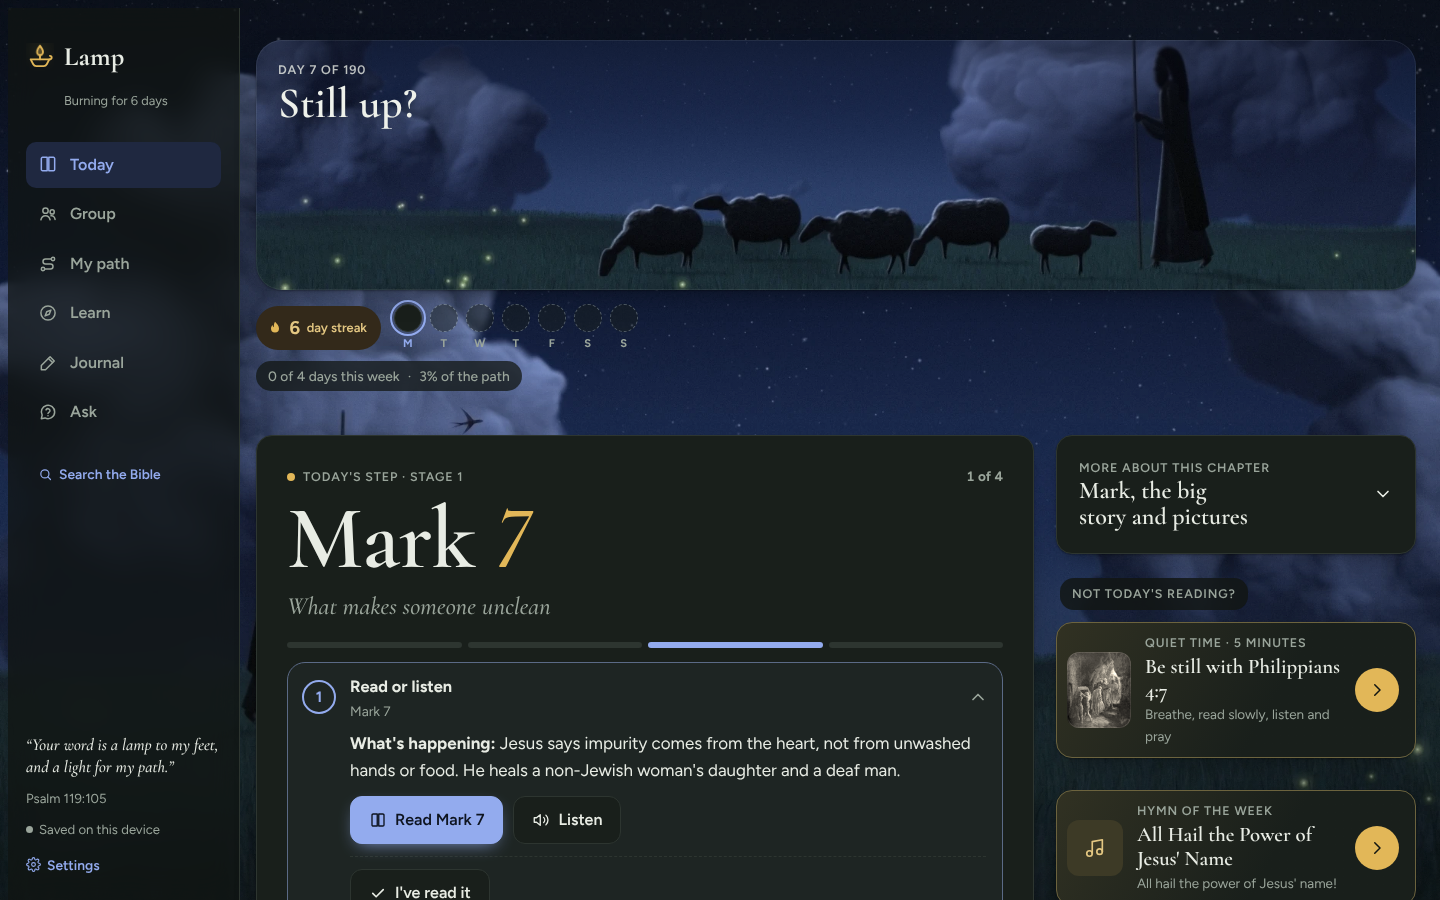 Lamp
Burning for 6 days
Today
Group
My path
Learn
Journal
Ask
Search the Bible
“Your word is a lamp to my feet,
and a light for my path.”
Psalm 119:105
Saved on this device
Settings
DAY 7 OF 190
Still up?
6 day streak
M T W T F S S
0 of 4 days this week · 3% of the path
TODAY'S STEP · STAGE 1
1 of 4
Mark 7
What makes someone unclean
1
Read or listen
Mark 7
What's happening: Jesus says impurity comes from the heart, not from unwashed
hands or food. He heals a non-Jewish woman's daughter and a deaf man.
Read Mark 7
Listen
I've read it
MORE ABOUT THIS CHAPTER
Mark, the big
story and pictures
NOT TODAY'S READING?
QUIET TIME · 5 MINUTES
Be still with Philippians
4:7
Breathe, read slowly, listen and
pray
HYMN OF THE WEEK
All Hail the Power of
Jesus' Name
All hail the power of Jesus' name!